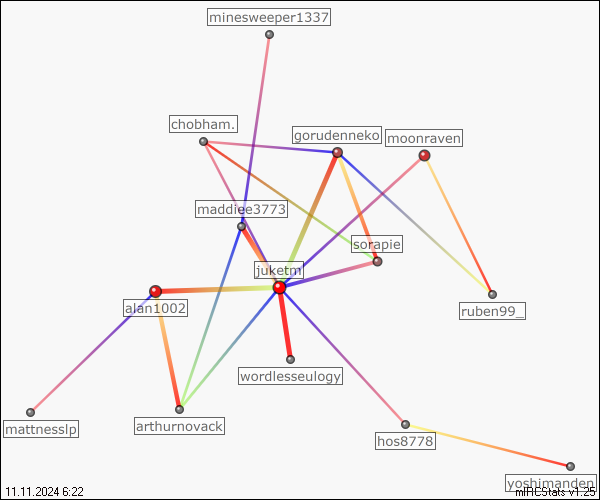 minesweeper1337
chobham.
gorudenneko
moonraven
maddiee3773
sorapie
juketm
alan1002
ruben99_
wordlesseulogy
mattnesslp
arthurnovack
hos8778
yoshimanden
11.11.2024 6:22
mIRCStats v1.25